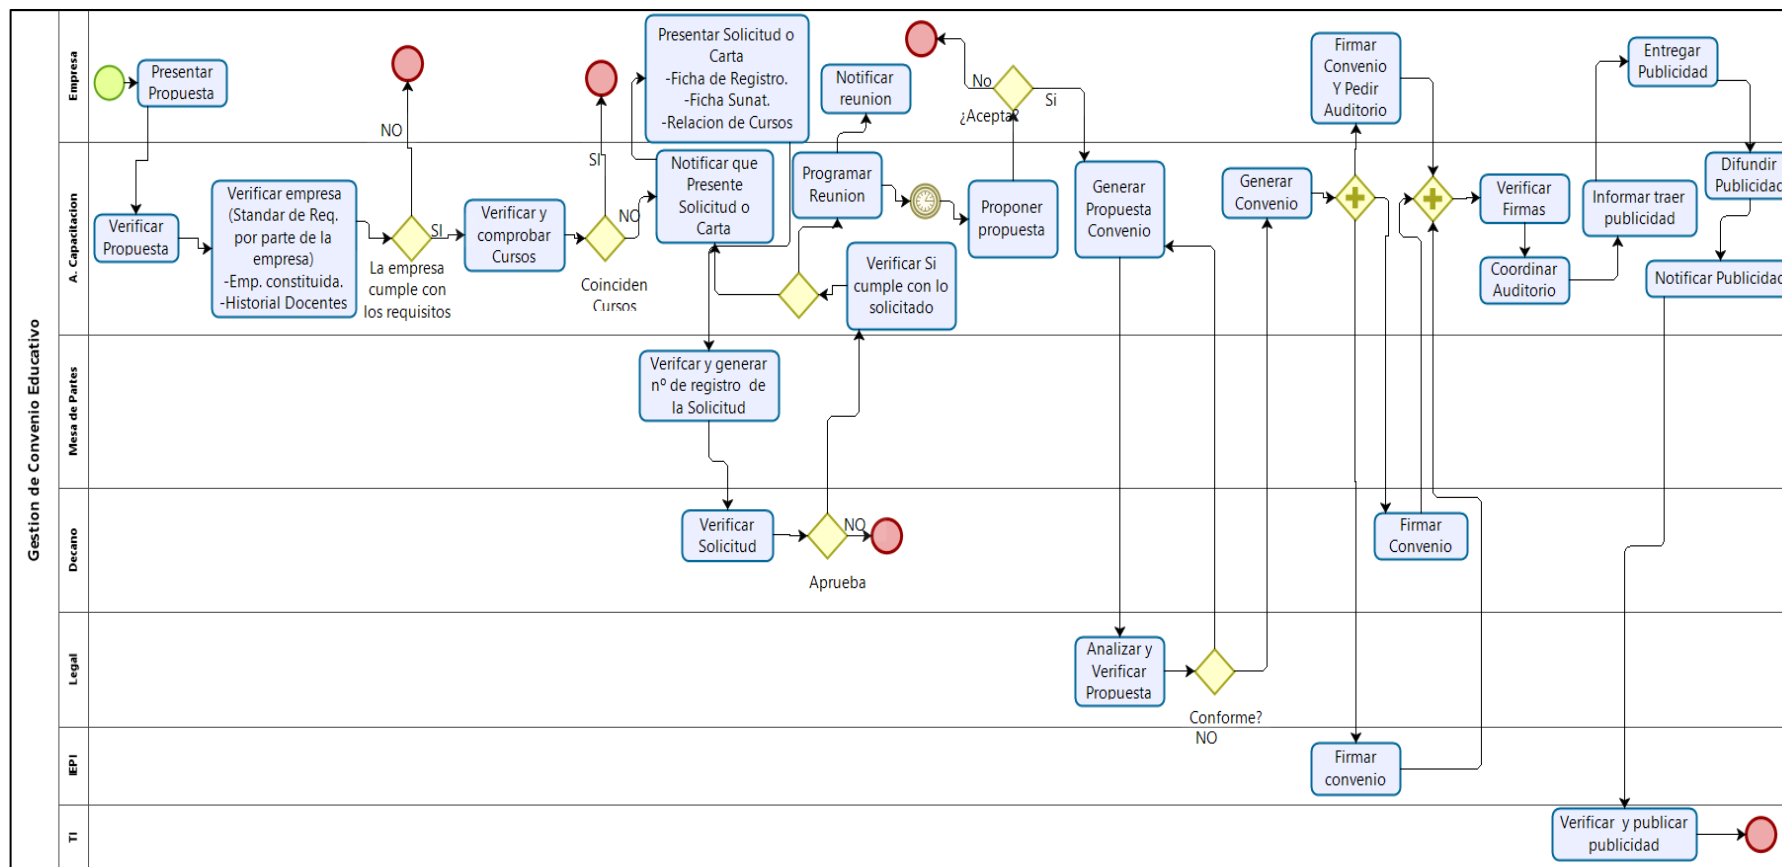 Gestion de Convenio Educativo
Empresa
Presentar
Propuesta
NO
Presentar Solicitud o
Carta
-Ficha de Registro.
-Ficha Sunat.
-Relacion de Cursos
Notificar
reunion
No
Si
¿Acepta?
Firmar
Convenio
Y Pedir
Auditorio
Entregar
Publicidad
A. Capacitacion
Verificar
Propuesta
Verificar empresa
(Standar de Req.
por parte de la
empresa)
-Emp. constituida.
-Historial Docentes
SI
La empresa
cumple con
los requisitos
Verificar y
comprobar
Cursos
SI
NO
Coinciden
Cursos
Notificar que
Presente
Solicitud o
Carta
Programar
Reunion
Verificar Si
cumple con lo
solicitado
Proponer
propuesta
Generar
Propuesta
Convenio
Generar
Convenio
Verificar
Firmas
Coordinar
Auditorio
Informar traer
publicidad
Difundir
Publicidad
Notificar Publicidad
Mesa de Partes
Verifcar y generar
nº de registro de
la Solicitud
Decano
Verificar
Solicitud
NO
Aprueba
Firmar
Convenio
Legal
Analizar y
Verificar
Propuesta
Conforme?
NO
IEPI
Firmar
convenio
TI
Verificar y publicar
publicidad